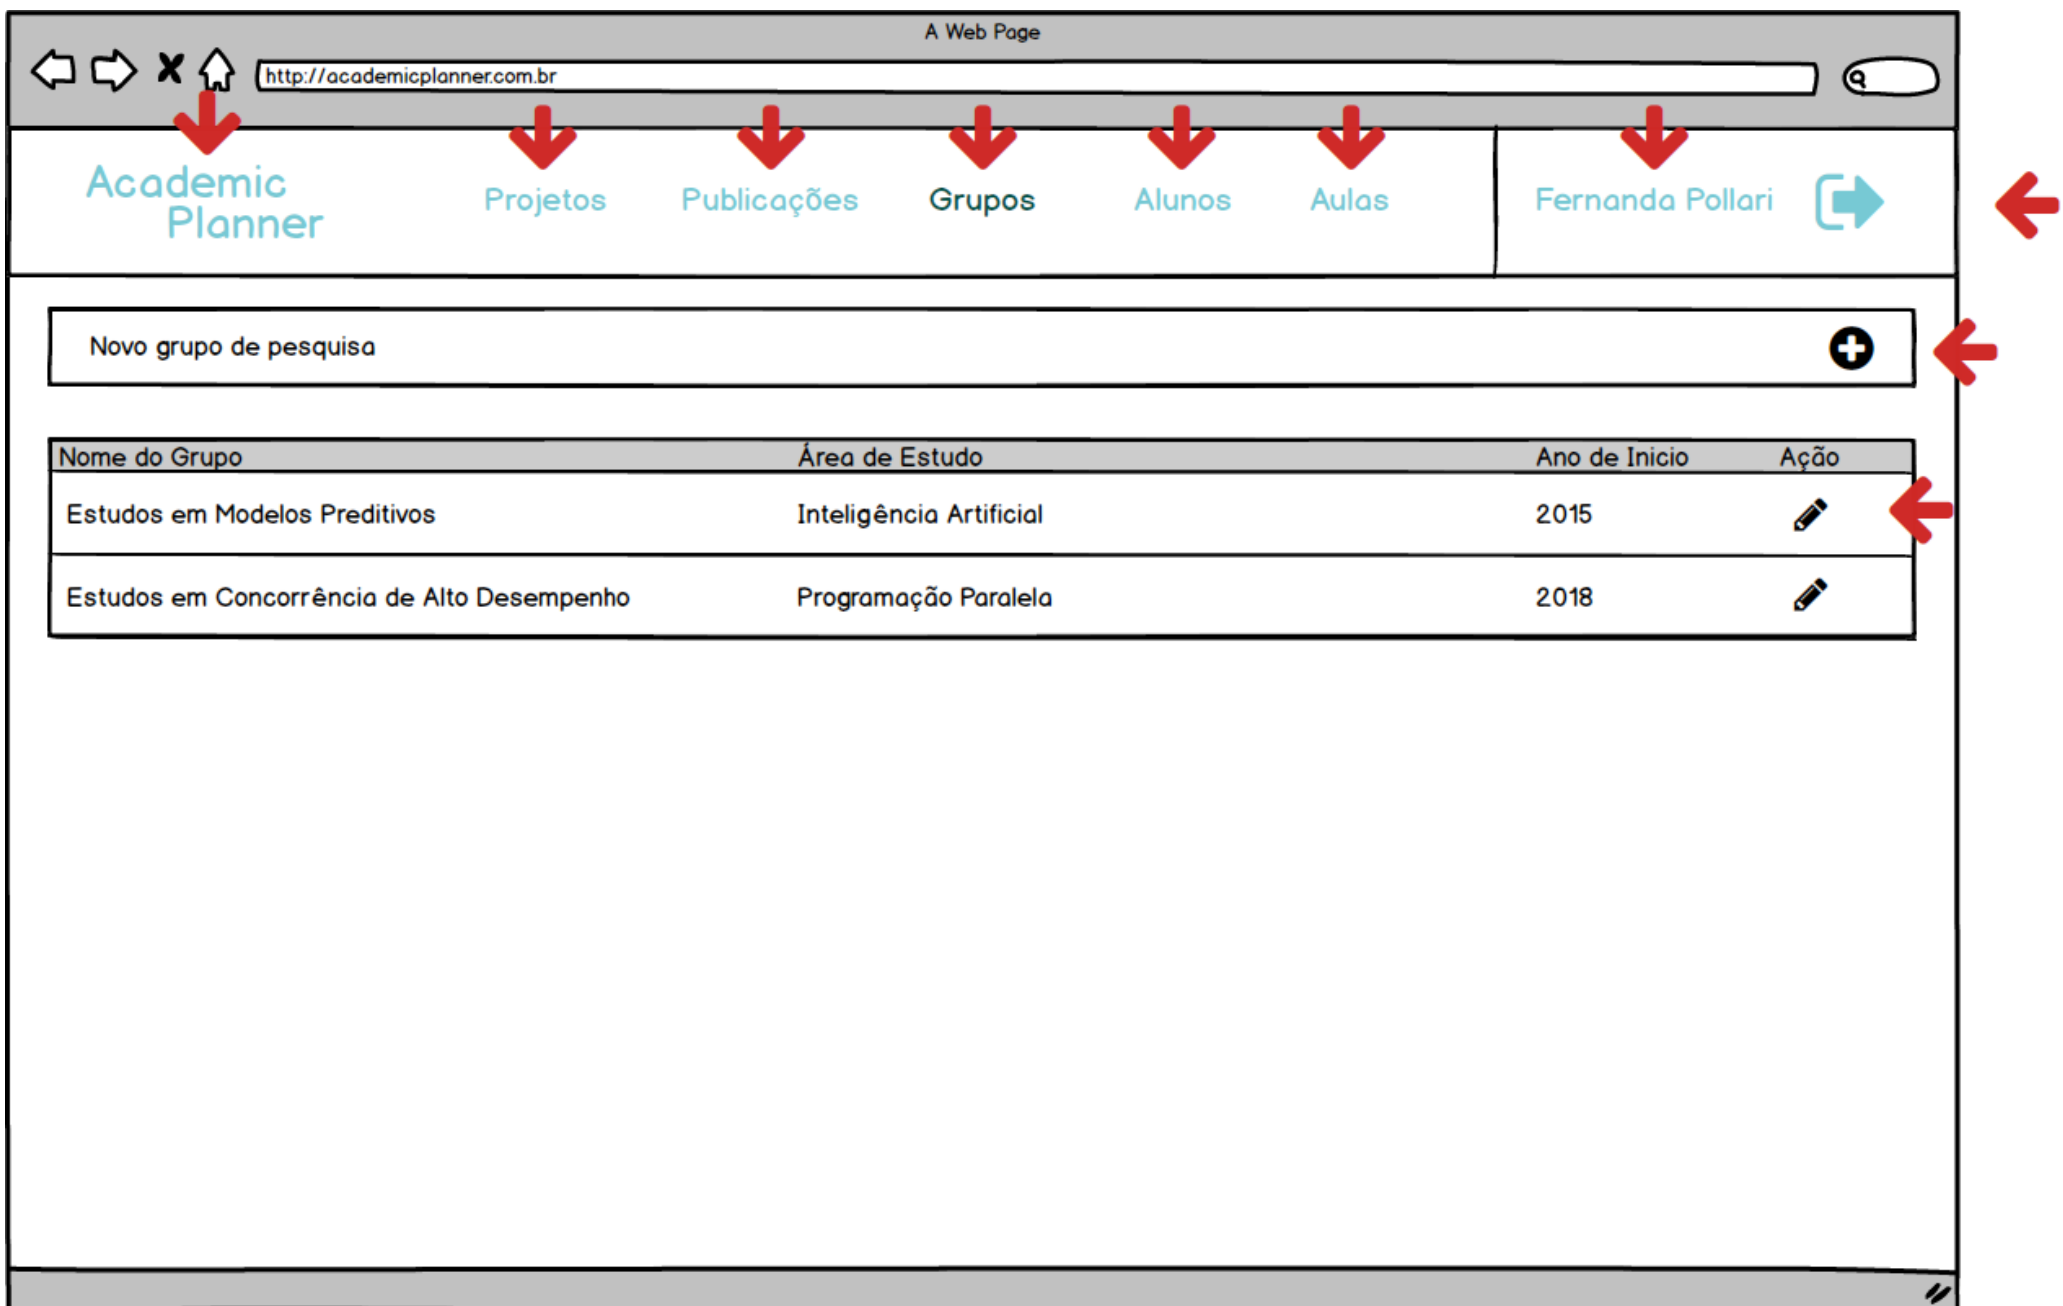 A Web Page
http://academicplanner.com.br
Academic
Planner
Projetos Publicações Grupos Alunos Aulas Fernanda Pollari
Novo grupo de pesquisa
Nome do Grupo Área de Estudo Ano de Inicio Ação
Estudos em Modelos Preditivos Inteligência Artificial 2015
Estudos em Concorrência de Alto Desempenho Programação Paralela 2018